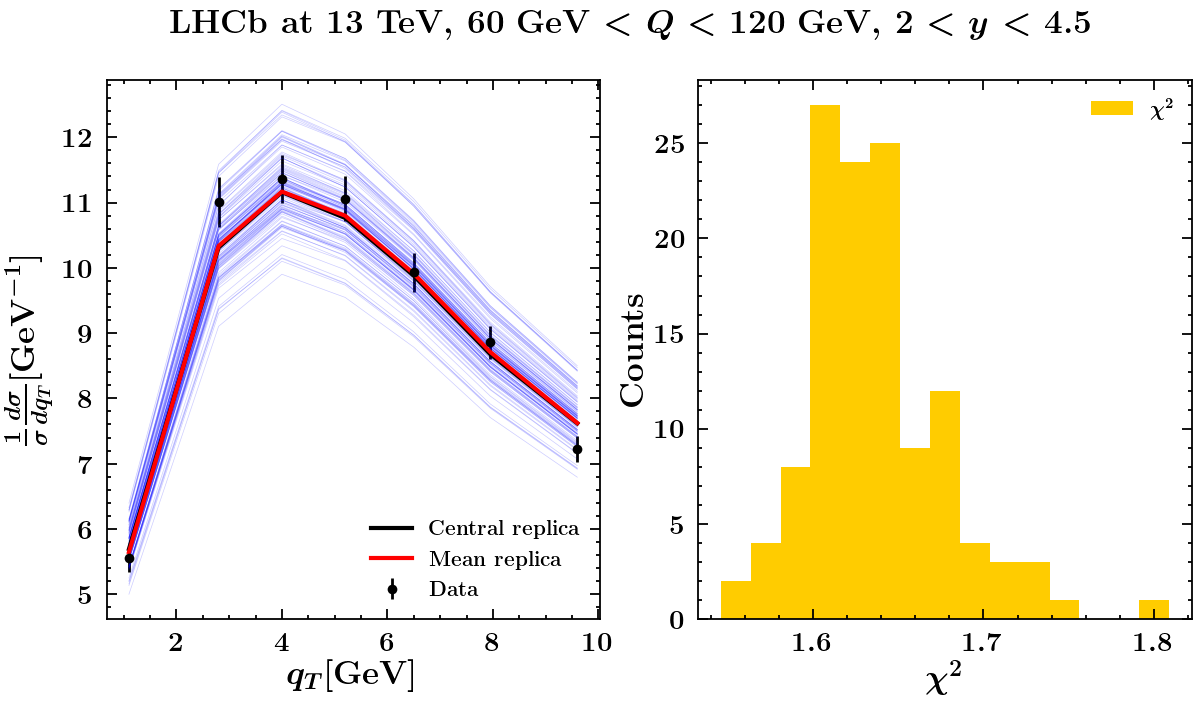 LHCb at 13 TeV, 60 GeV < Q < 120 GeV, 2 < y < 4.5
12
11
10
9
8
7
6
5
1/σ dσ/dq_T [GeV⁻¹]
Central replica
Mean replica
Data
2
4
6
8
10
q_T[GeV]
25
20
15
10
5
0
Counts
χ²
1.6
1.7
1.8
χ²